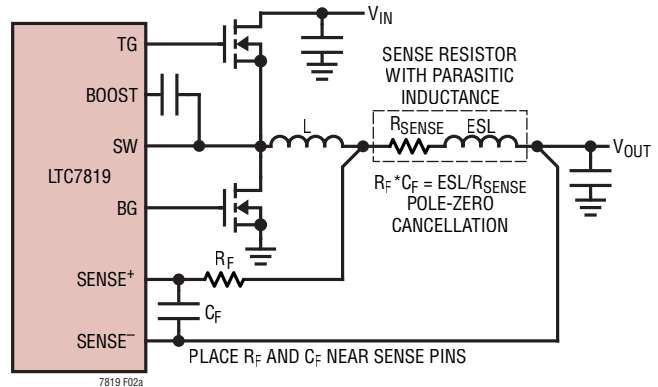 V_IN
TG
SENSE RESISTOR
WITH PARASITIC
INDUCTANCE
BOOST
R_SENSE ESL
L
SW
V_OUT
LTC7819
R_F*C_F = ESL/R_SENSE
POLE-ZERO
CANCELLATION
BG
R_F
SENSE⁺
C_F
SENSE⁻
PLACE R_F AND C_F NEAR SENSE PINS
7819 F02a